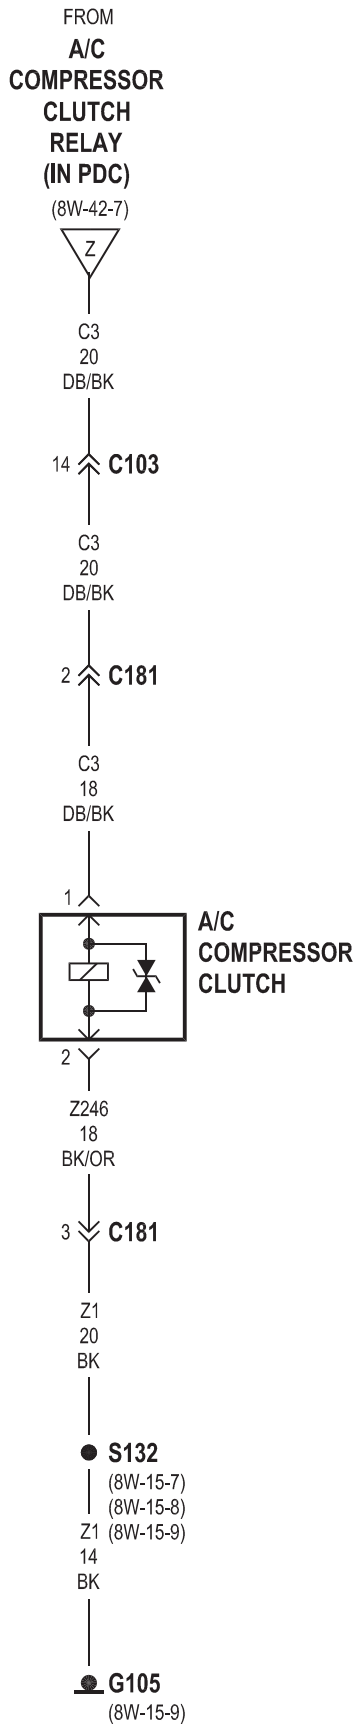 FROM
A/C
COMPRESSOR
CLUTCH
RELAY
(IN PDC)
(8W-42-7)
Z
C3
20
DB/BK
14 C103
C3
20
DB/BK
2 C181
C3
18
DB/BK
1
A/C
COMPRESSOR
CLUTCH
2
Z246
18
BK/OR
3 C181
Z1
20
BK
S132
(8W-15-7)
(8W-15-8)
Z1 (8W-15-9)
14
BK
G105
(8W-15-9)